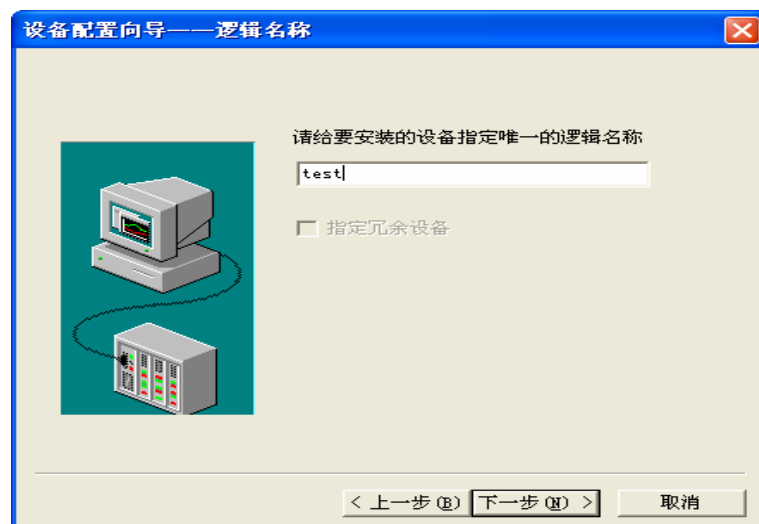 设备配置向导——逻辑名称
请给要安装的设备指定唯一的逻辑名称
test
指定冗余设备
< 上一步(B) 下一步(N) > 取消